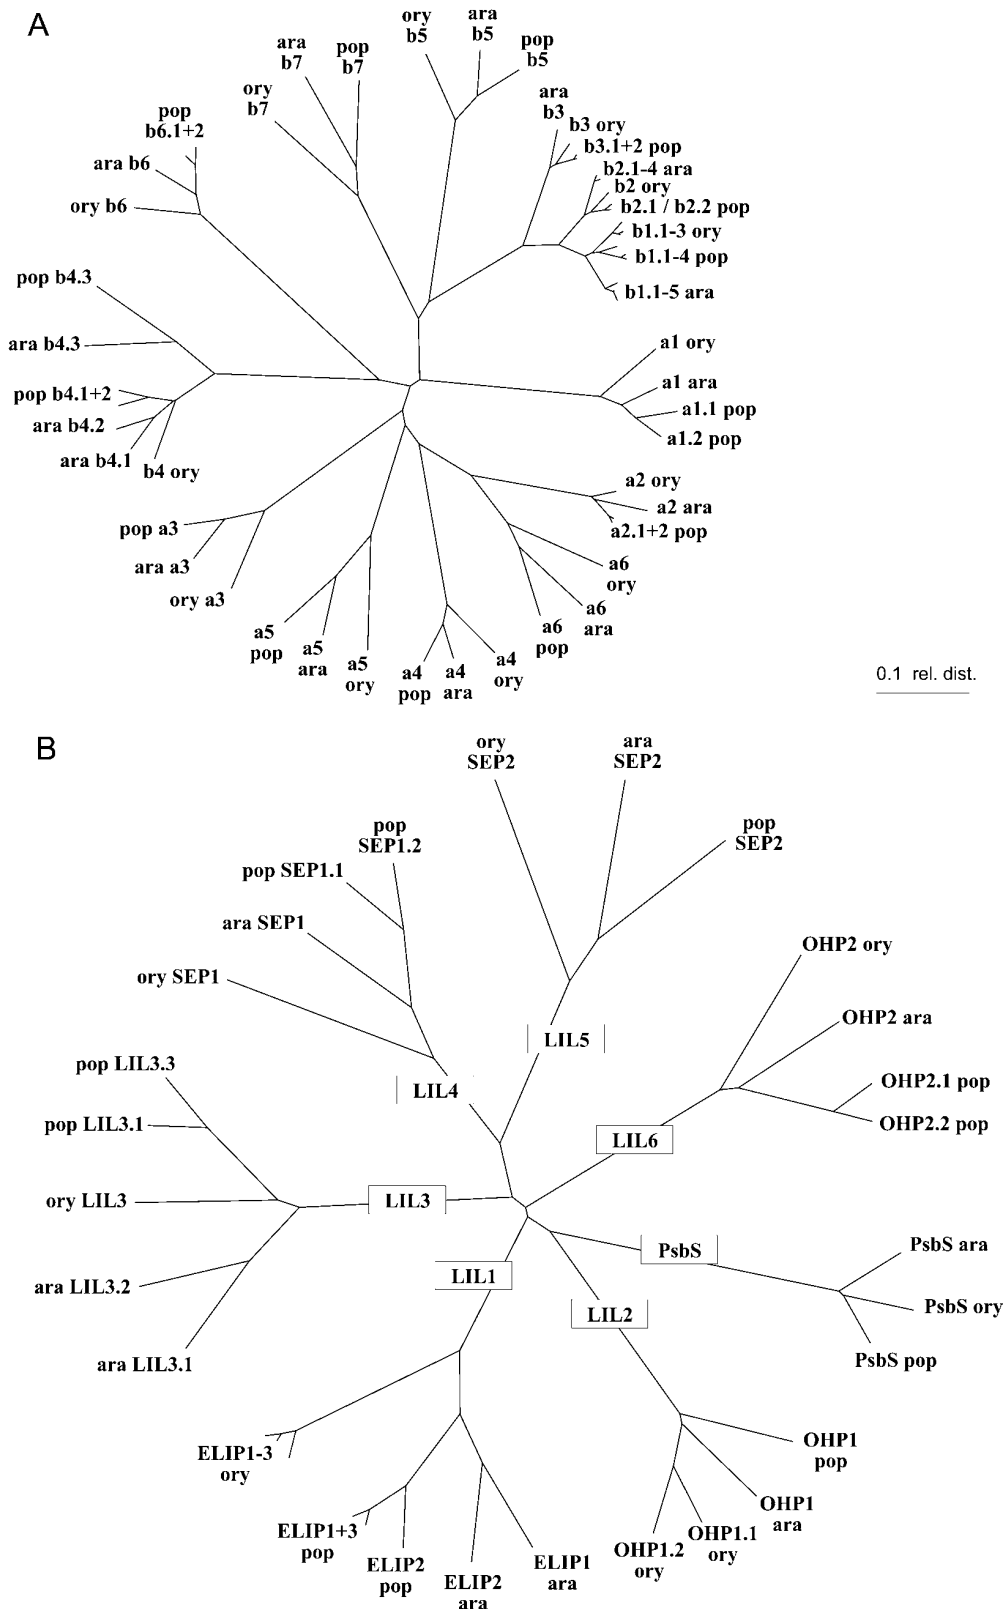 A
ory
b5
ara
b5
pop
b5
ara
b7
pop
b7
ory
b7
ara
b3
b3 ory
b3.1+2 pop
b2.1-4 ara
b2 ory
b2.1 / b2.2 pop
b1.1-3 ory
b1.1-4 pop
b1.1-5 ara
pop
b6.1+2
ara b6
ory b6
pop b4.3
ara b4.3
pop b4.1+2
ara b4.2
ara b4.1
b4 ory
a1 ory
a1 ara
a1.1 pop
a1.2 pop
a2 ory
a2 ara
a2.1+2 pop
a6
ory
a6
ara
a6
pop
a4
ory
a4
ara
a4
pop
a5
ory
a5
ara
a5
pop
pop a3
ara a3
ory a3
0.1 rel. dist.
B
ory
SEP2
ara
SEP2
pop
SEP2
pop
SEP1.2
pop SEP1.1
ara SEP1
ory SEP1
OHP2 ory
OHP2 ara
OHP2.1 pop
OHP2.2 pop
LIL5
LIL4
LIL6
LIL3
PsbS
LIL1
LIL2
pop LIL3.3
pop LIL3.1
ory LIL3
ara LIL3.2
ara LIL3.1
PsbS ara
PsbS ory
PsbS pop
OHP1
pop
OHP1
ara
OHP1.1
ory
OHP1.2
ory
ELIP1-3
ory
ELIP1+3
pop
ELIP2
pop
ELIP2
ara
ELIP1
ara